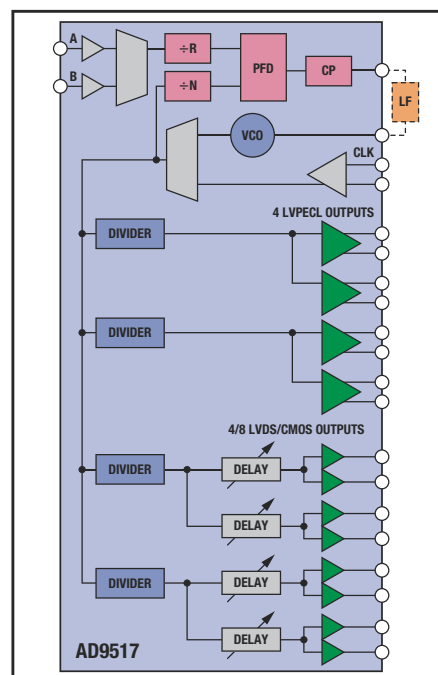 A
÷R
PFD
CP
B
÷N
LF
VCO
CLK
4 LVPECL OUTPUTS
DIVIDER
DIVIDER
4/8 LVDS/CMOS OUTPUTS
DIVIDER
DELAY
DELAY
DIVIDER
DELAY
DELAY
AD9517